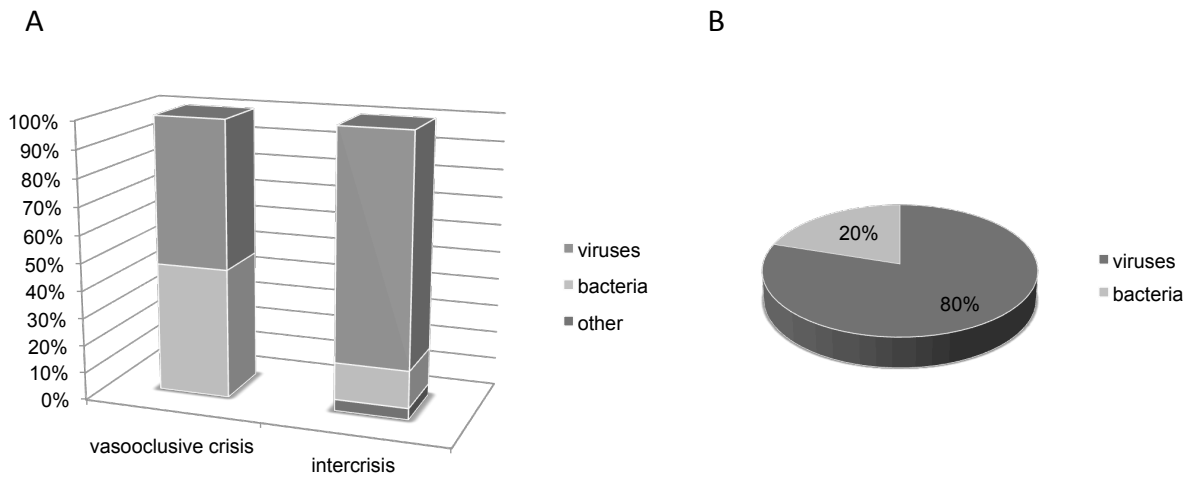 A
100%
90%
80%
70%
60%
50%
40%
30%
20%
10%
0%
vasooclusive crisis
intercrisis
viruses
bacteria
other
B
20%
80%
viruses
bacteria